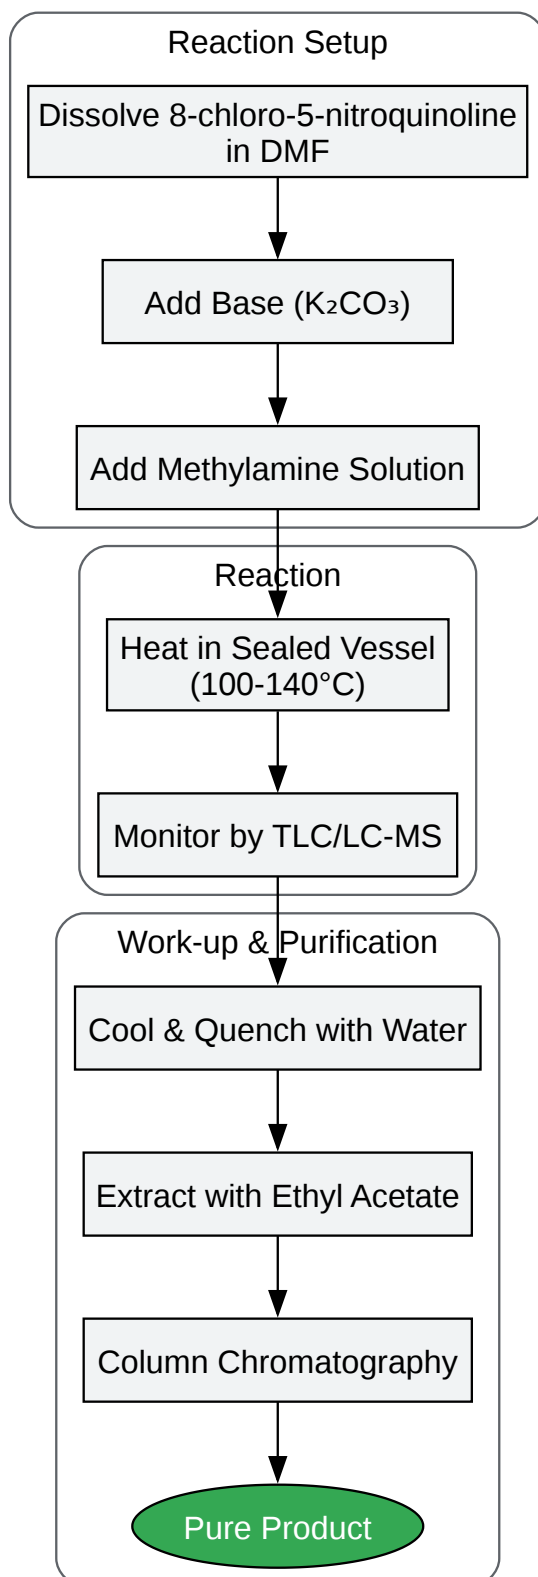 Reaction Setup
Dissolve 8-chloro-5-nitroquinoline
in DMF
Add Base (K₂CO₃)
Add Methylamine Solution
Reaction
Heat in Sealed Vessel
(100-140°C)
Monitor by TLC/LC-MS
Work-up & Purification
Cool & Quench with Water
Extract with Ethyl Acetate
Column Chromatography
Pure Product